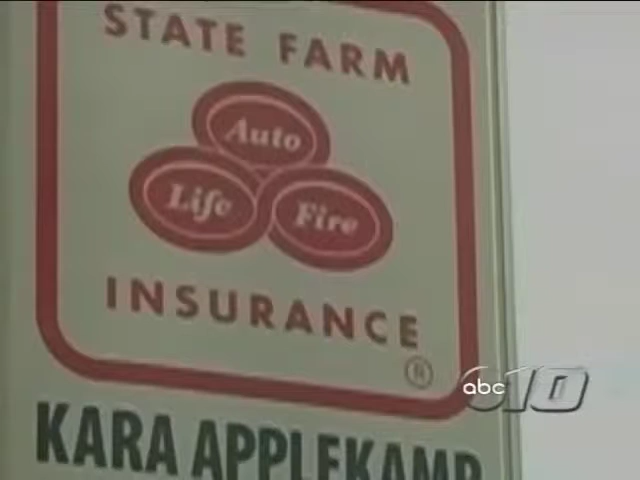 STATE FARM
Auto
Life Fire
INSURANCE
®
abc 10
KARA APPLEKAMP